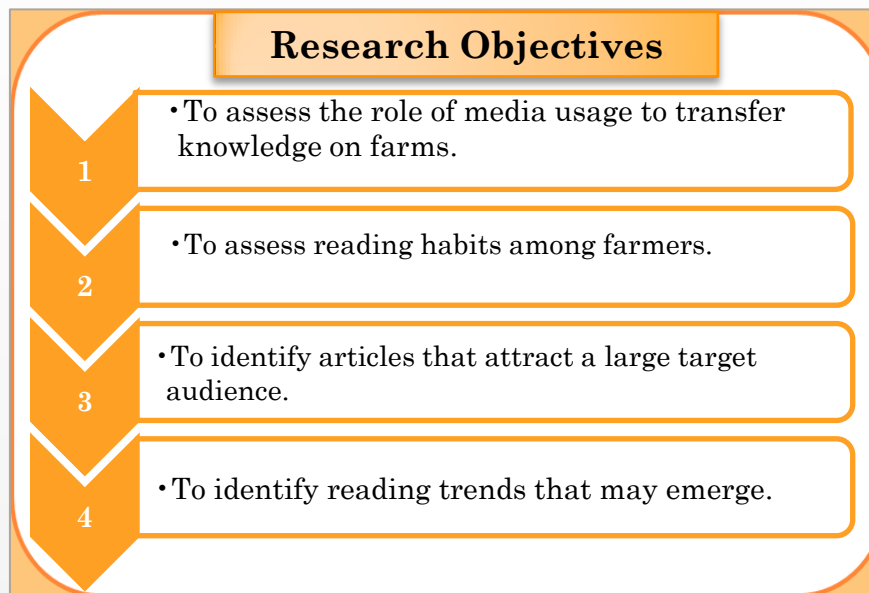 Research Objectives
1
•To assess the role of media usage to transfer
knowledge on farms.
2
•To assess reading habits among farmers.
3
•To identify articles that attract a large target
audience.
4
•To identify reading trends that may emerge.